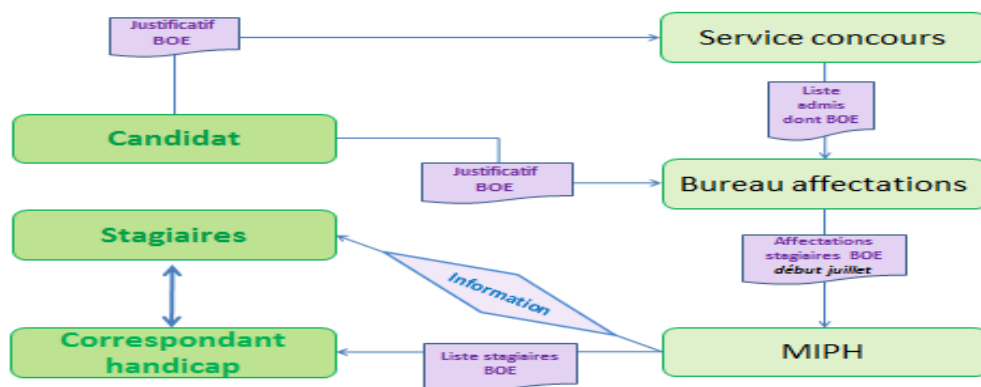 Justificatif
BOE
Service concours
Liste
admis
dont BOE
Candidat
Justificatif
BOE
Bureau affectations
Stagiaires
Affectations
stagiaires BOE
début juillet
Information
Correspondant
handicap
Liste stagiaires
BOE
MIPH